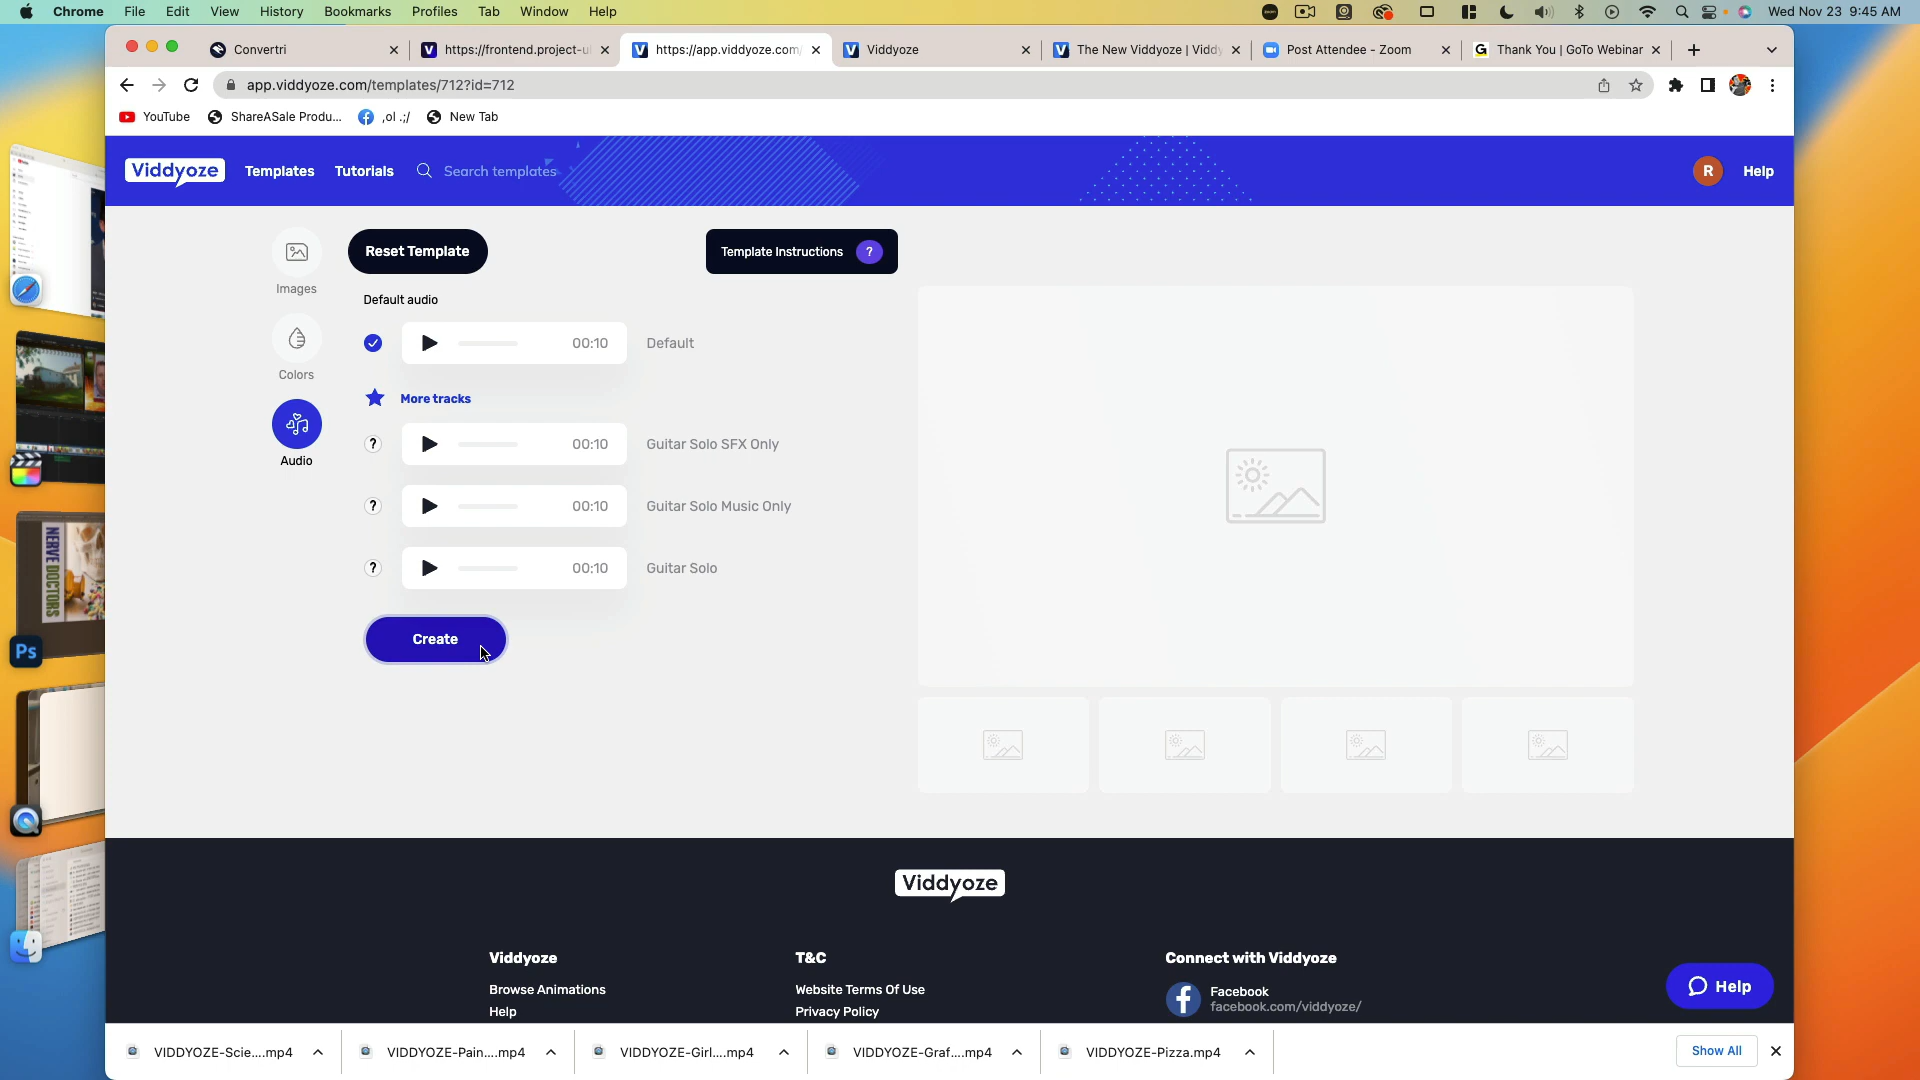 Chrome File Edit View History Bookmarks Profiles Tab Window Help
Wed Nov 23 9:45 AM
Convertri
https://frontend.project-u
https://app.viddyoze.com/
Viddyoze
The New Viddyoze | Viddy
Post Attendee - Zoom
Thank You | GoTo Webinar
app.viddyoze.com/templates/712?id=712
YouTube
ShareASale Produ...
,ol .;/
New Tab
Viddyoze Templates Tutorials Search templates R Help
Images
Colors
Audio
Reset Template
Template Instructions ?
Default audio
00:10 Default
More tracks
? 00:10 Guitar Solo SFX Only
? 00:10 Guitar Solo Music Only
? 00:10 Guitar Solo
Create
NERVE
DOCTORS
Ps
Viddyoze
Viddyoze
Browse Animations
Help
T&C
Website Terms Of Use
Privacy Policy
Connect with Viddyoze
Facebook
facebook.com/viddyoze/
Help
VIDDYOZE-Scie....mp4
VIDDYOZE-Pain....mp4
VIDDYOZE-Girl....mp4
VIDDYOZE-Graf....mp4
VIDDYOZE-Pizza.mp4
Show All